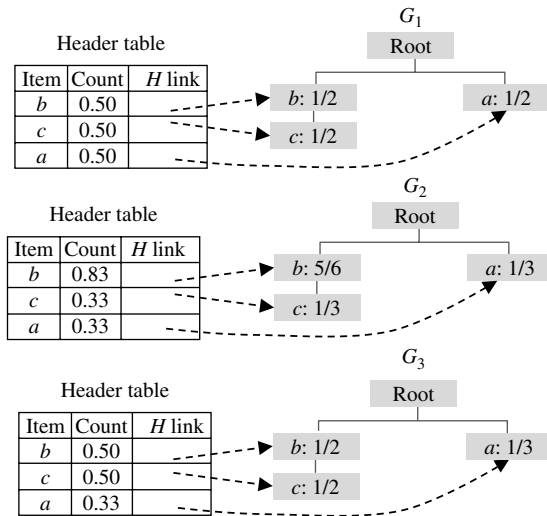 G1
Header table
Root
Item Count H link
b 0.50
c 0.50
a 0.50
b: 1/2
a: 1/2
c: 1/2
G2
Header table
Root
Item Count H link
b 0.83
c 0.33
a 0.33
b: 5/6
a: 1/3
c: 1/3
G3
Header table
Root
Item Count H link
b 0.50
c 0.50
a 0.33
b: 1/2
a: 1/3
c: 1/2